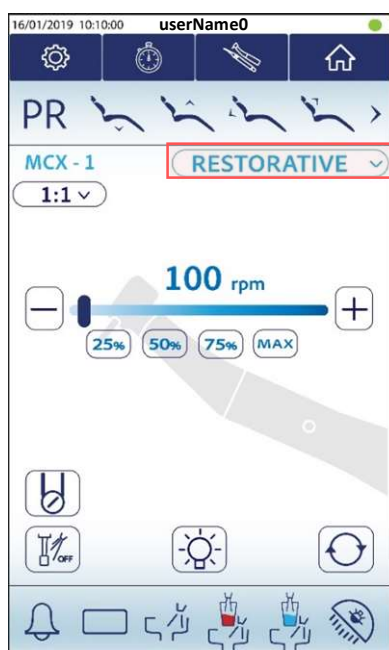 16/01/2019 10:10:00 userName0
PR
MCX - 1 RESTORATIVE
1:1
100 rpm
25% 50% 75% MAX
OFF